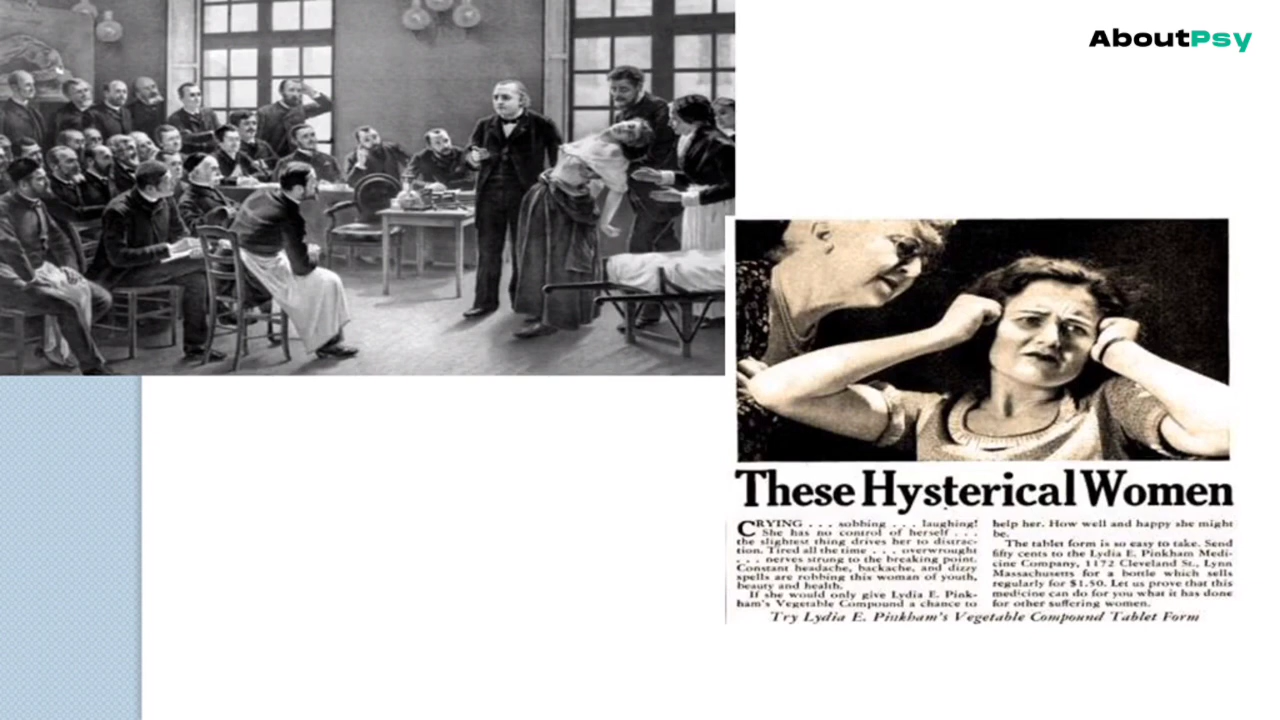 AboutPsy
These Hysterical Women
CRYING . . . sobbing . . . laughing!
She has no control of herself . . .
the slightest thing drives her to distrac-
tion. Tired all the time . . . overwrought
. . . nerves strung to the breaking point.
Constant headache, backache, and dizzy
spells are robbing this woman of youth,
beauty and health.
If she would only give Lydia E. Pink-
ham's Vegetable Compound a chance to
help her. How well and happy she might
be.
The tablet form is so easy to take. Send
fifty cents to the Lydia E. Pinkham Medi-
cine Company, 1172 Cleveland St., Lynn
Massachusetts for a bottle which sells
regularly for $1.50. Let us prove that this
medicine can do for you what it has done
for other suffering women.
Try Lydia E. Pinkham's Vegetable Compound Tablet Form